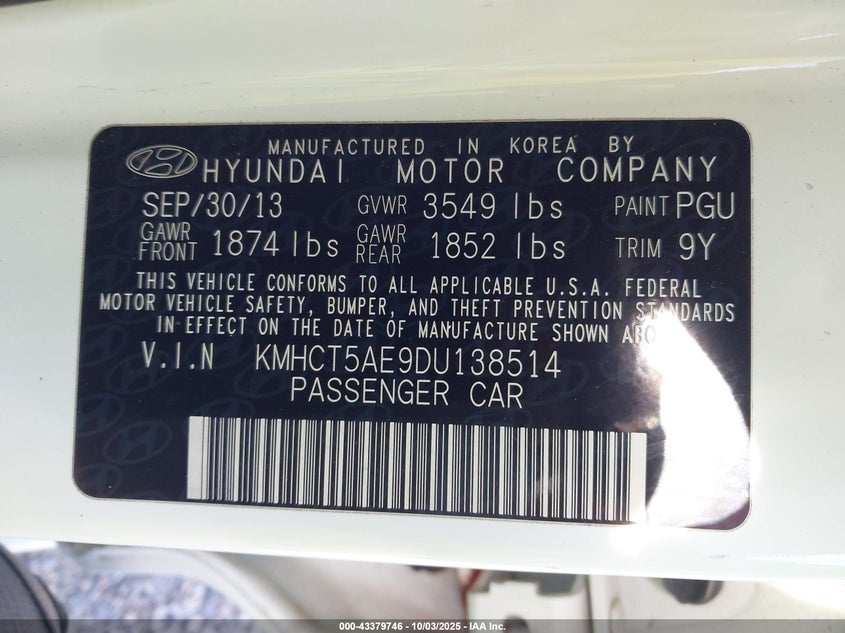 MANUFACTURED IN KOREA BY
HYUNDAI MOTOR COMPANY
SEP/30/13 GVWR 3549 lbs PAINT PGU
GAWR FRONT 1874 lbs GAWR REAR 1852 lbs TRIM 9Y
THIS VEHICLE CONFORMS TO ALL APPLICABLE U.S.A. FEDERAL
MOTOR VEHICLE SAFETY, BUMPER, AND THEFT PREVENTION STANDARDS
IN EFFECT ON THE DATE OF MANUFACTURE SHOWN
V.I.N KMHCT5AE9DU138514
PASSENGER CAR
000-43379746 - 10/03/2025 - IAA Inc.